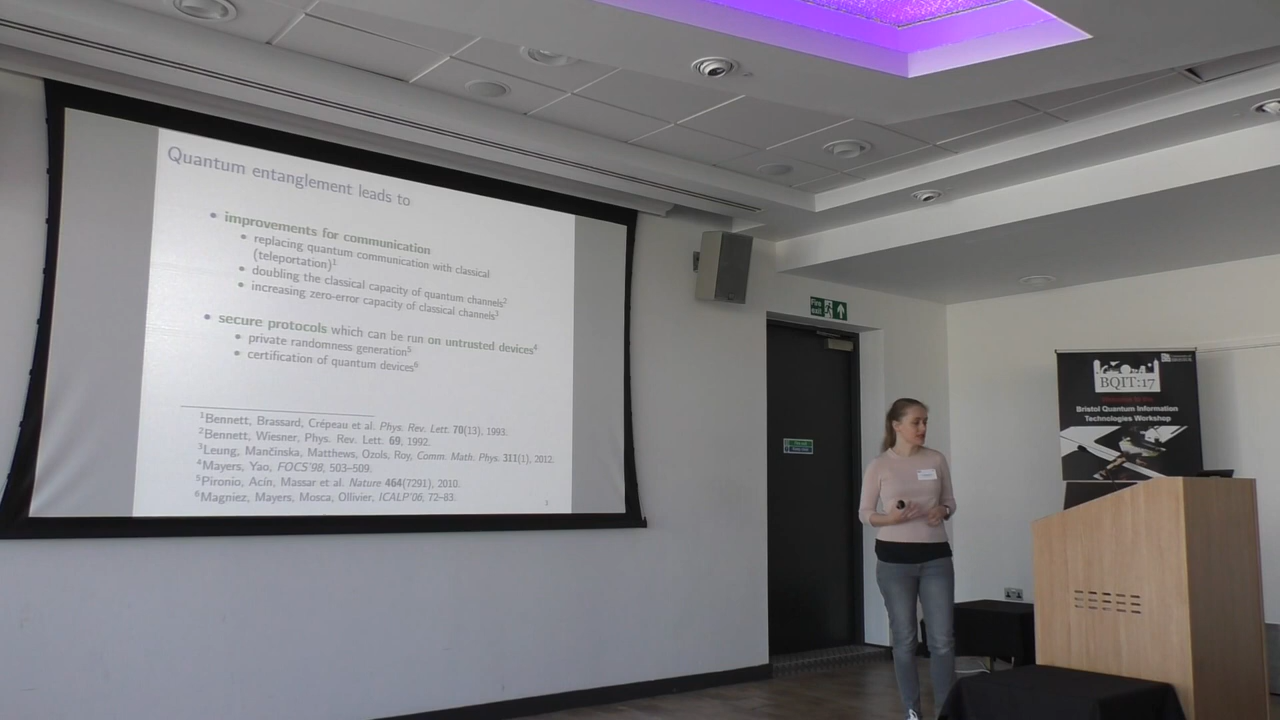 Quantum entanglement leads to
• improvements for communication
• replacing quantum communication with classical
(teleportation)¹
• doubling the classical capacity of quantum channels²
• increasing zero-error capacity of classical channels³
• secure protocols which can be run on untrusted devices⁴
• private randomness generation⁵
• certification of quantum devices⁶
¹Bennett, Brassard, Crépeau et al. Phys. Rev. Lett. 70(13), 1993.
²Bennett, Wiesner, Phys. Rev. Lett. 69, 1992.
³Leung, Mančinska, Matthews, Ozols, Roy, Comm. Math. Phys. 311(1), 2012.
⁴Mayers, Yao, FOCS'98, 503–509.
⁵Pironio, Acín, Massar et al. Nature 464(7291), 2010.
⁶Magniez, Mayers, Mosca, Ollivier, ICALP'06, 72–83.
Fire
exit
BQIT:17
Welcome to the
Bristol Quantum Information
Technologies Workshop